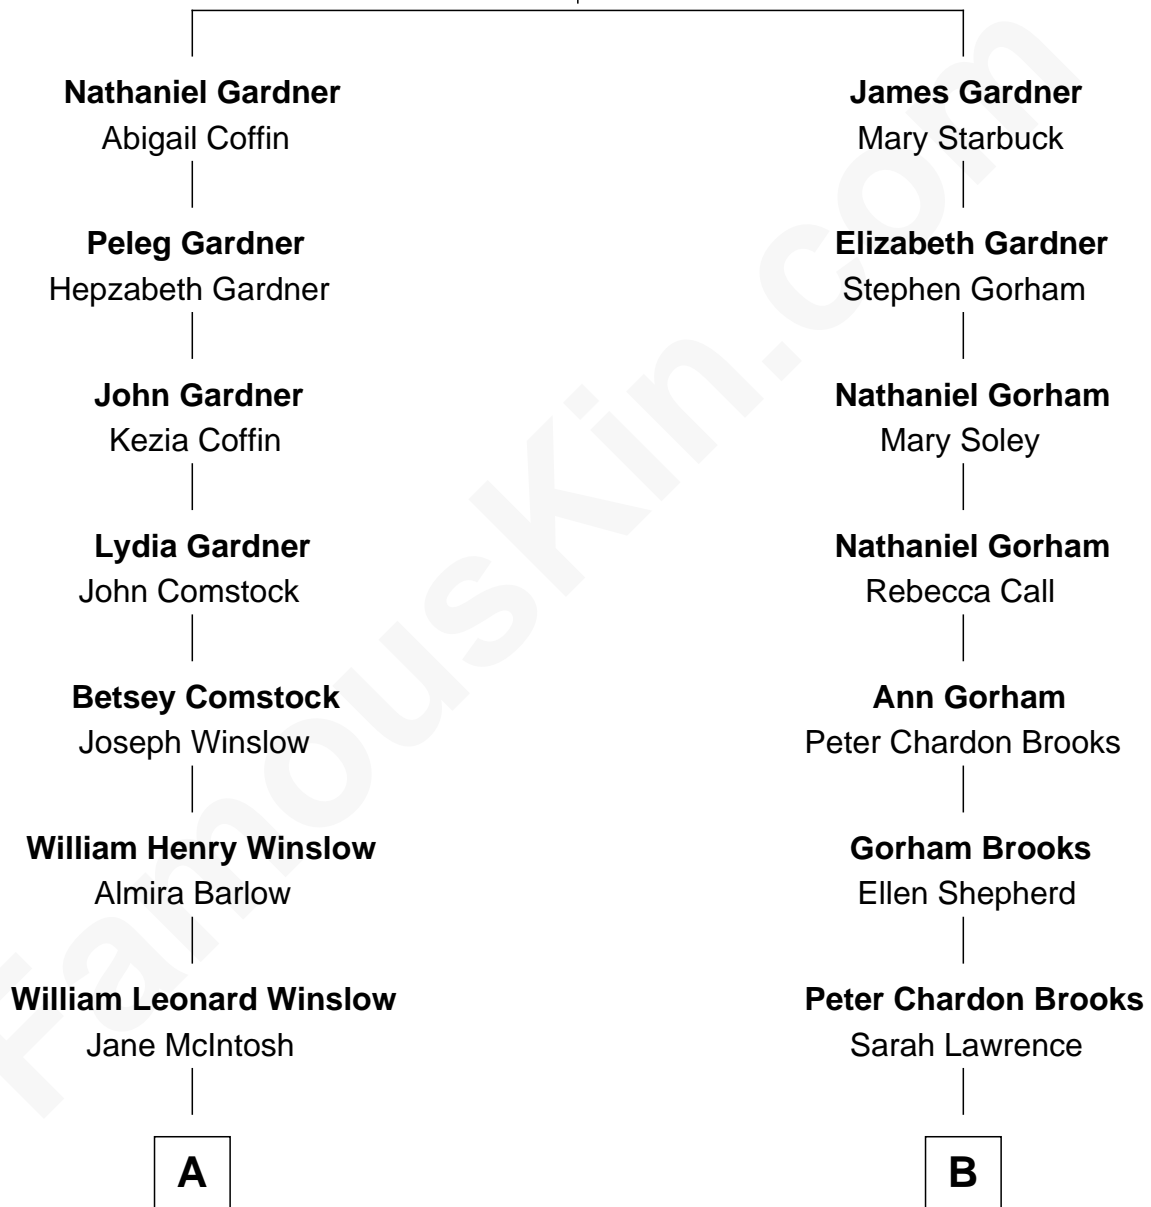 Nathaniel Gardner
Abigail Coffin
James Gardner
Mary Starbuck
Peleg Gardner
Hepzabeth Gardner
Elizabeth Gardner
Stephen Gorham
John Gardner
Kezia Coffin
Nathaniel Gorham
Mary Soley
Lydia Gardner
John Comstock
Nathaniel Gorham
Rebecca Call
Betsey Comstock
Joseph Winslow
Ann Gorham
Peter Chardon Brooks
William Henry Winslow
Almira Barlow
Gorham Brooks
Ellen Shepherd
William Leonard Winslow
Jane McIntosh
Peter Chardon Brooks
Sarah Lawrence
A
B
FamousKin.com